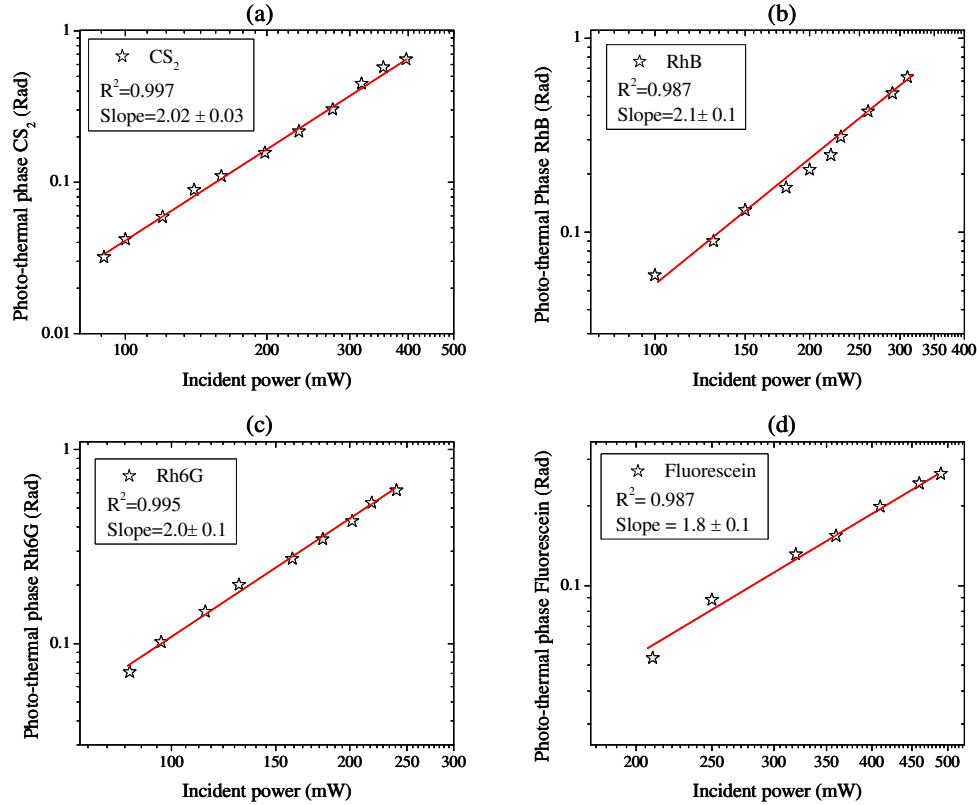 (a)
Photo-thermal phase CS₂ (Rad)
1
0.1
0.01
CS₂
R²=0.997
Slope=2.02 ± 0.03
100 200 300 400 500
Incident power (mW)
(b)
Photo-thermal Phase RhB (Rad)
1
0.1
RhB
R²=0.987
Slope=2.1± 0.1
100 150 200 250 300 350 400
Incident power (mW)
(c)
Photo-thermal phase Rh6G (Rad)
1
0.1
Rh6G
R²=0.995
Slope=2.0± 0.1
100 150 200 250 300
Incident power (mW)
(d)
Photo-thermal phase Fluorescein (Rad)
0.1
Fluorescein
R²= 0.987
Slope = 1.8 ± 0.1
200 250 300 350 400 450 500
Incident power (mW)